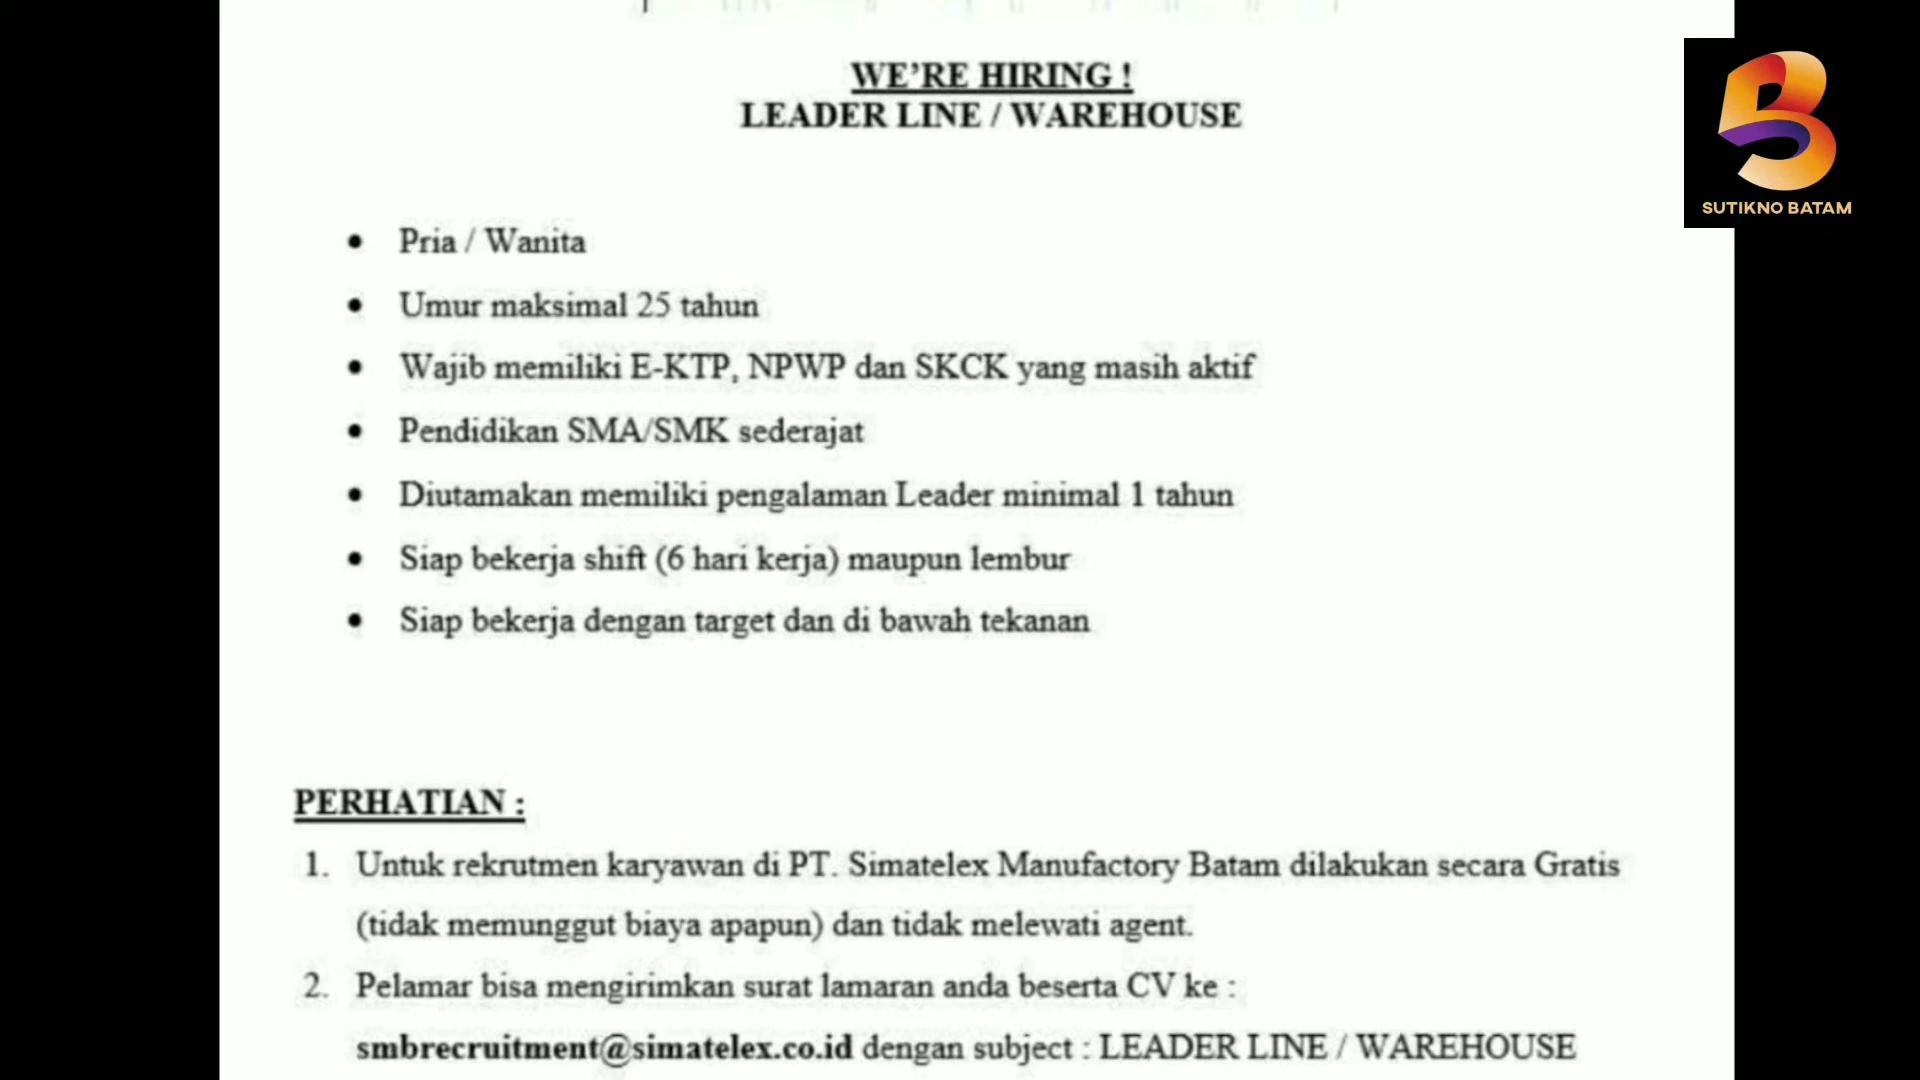 WE'RE HIRING !
LEADER LINE / WAREHOUSE
SUTIKNO BATAM
• Pria / Wanita
• Umur maksimal 25 tahun
• Wajib memiliki E-KTP, NPWP dan SKCK yang masih aktif
• Pendidikan SMA/SMK sederajat
• Diutamakan memiliki pengalaman Leader minimal 1 tahun
• Siap bekerja shift (6 hari kerja) maupun lembur
• Siap bekerja dengan target dan di bawah tekanan
PERHATIAN :
1. Untuk rekrutmen karyawan di PT. Simatelex Manufactory Batam dilakukan secara Gratis
(tidak memunggut biaya apapun) dan tidak melewati agent.
2. Pelamar bisa mengirimkan surat lamaran anda beserta CV ke :
smbrecruitment@simatelex.co.id dengan subject : LEADER LINE / WAREHOUSE